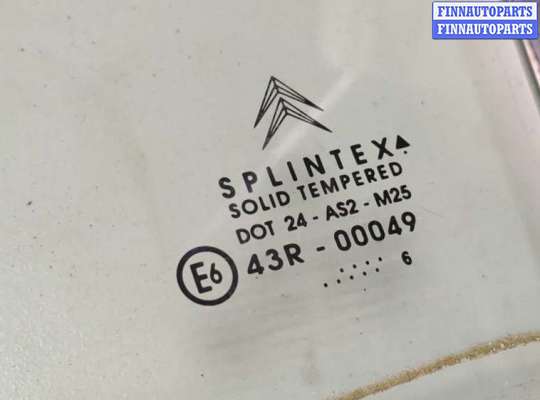 FINNAUTOPARTS
FINNAUTOPARTS
SPLINTEX
SOLID TEMPERED
DOT 24 - AS2 - M25
E6 43R - 00049
6